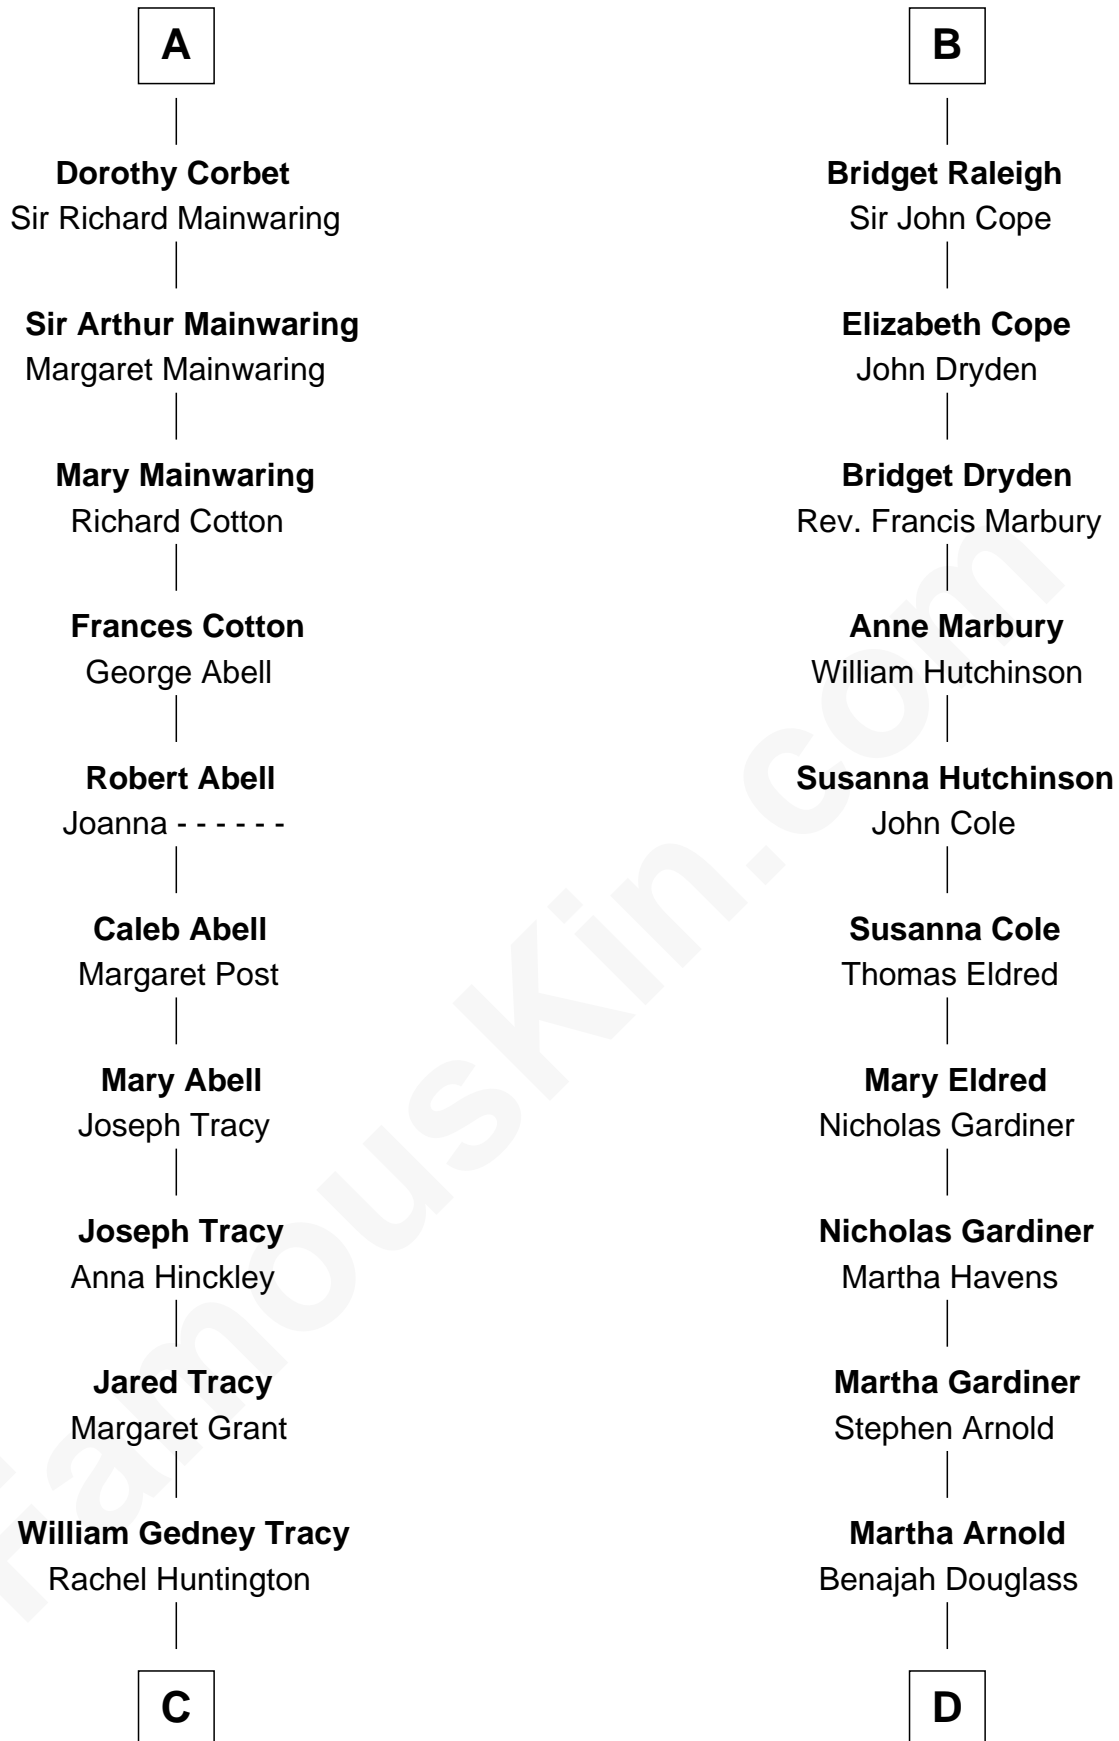 A
Dorothy Corbet
Sir Richard Mainwaring
Sir Arthur Mainwaring
Margaret Mainwaring
Mary Mainwaring
Richard Cotton
Frances Cotton
George Abell
Robert Abell
Joanna - - - - - -
Caleb Abell
Margaret Post
Mary Abell
Joseph Tracy
Joseph Tracy
Anna Hinckley
Jared Tracy
Margaret Grant
William Gedney Tracy
Rachel Huntington
C
B
Bridget Raleigh
Sir John Cope
Elizabeth Cope
John Dryden
Bridget Dryden
Rev. Francis Marbury
Anne Marbury
William Hutchinson
Susanna Hutchinson
John Cole
Susanna Cole
Thomas Eldred
Mary Eldred
Nicholas Gardiner
Nicholas Gardiner
Martha Havens
Martha Gardiner
Stephen Arnold
Martha Arnold
Benajah Douglass
D
FamousKin.com